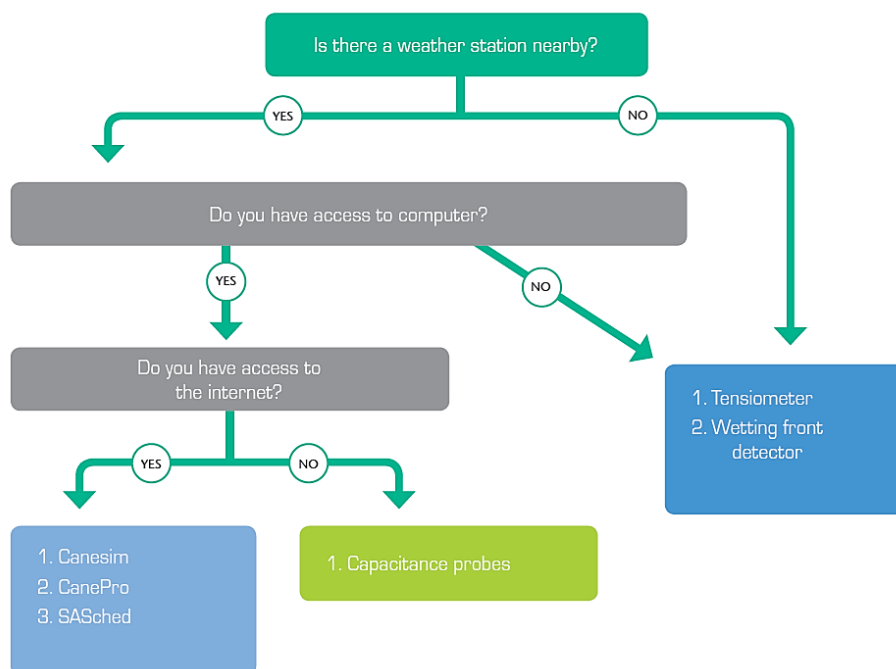 Is there a weather station nearby?
YES
NO
Do you have access to computer?
YES
NO
Do you have access to
the internet?
1. Tensiometer
2. Wetting front
detector
YES
NO
1. Canesim
2. CanePro
3. SASched
1. Capacitance probes